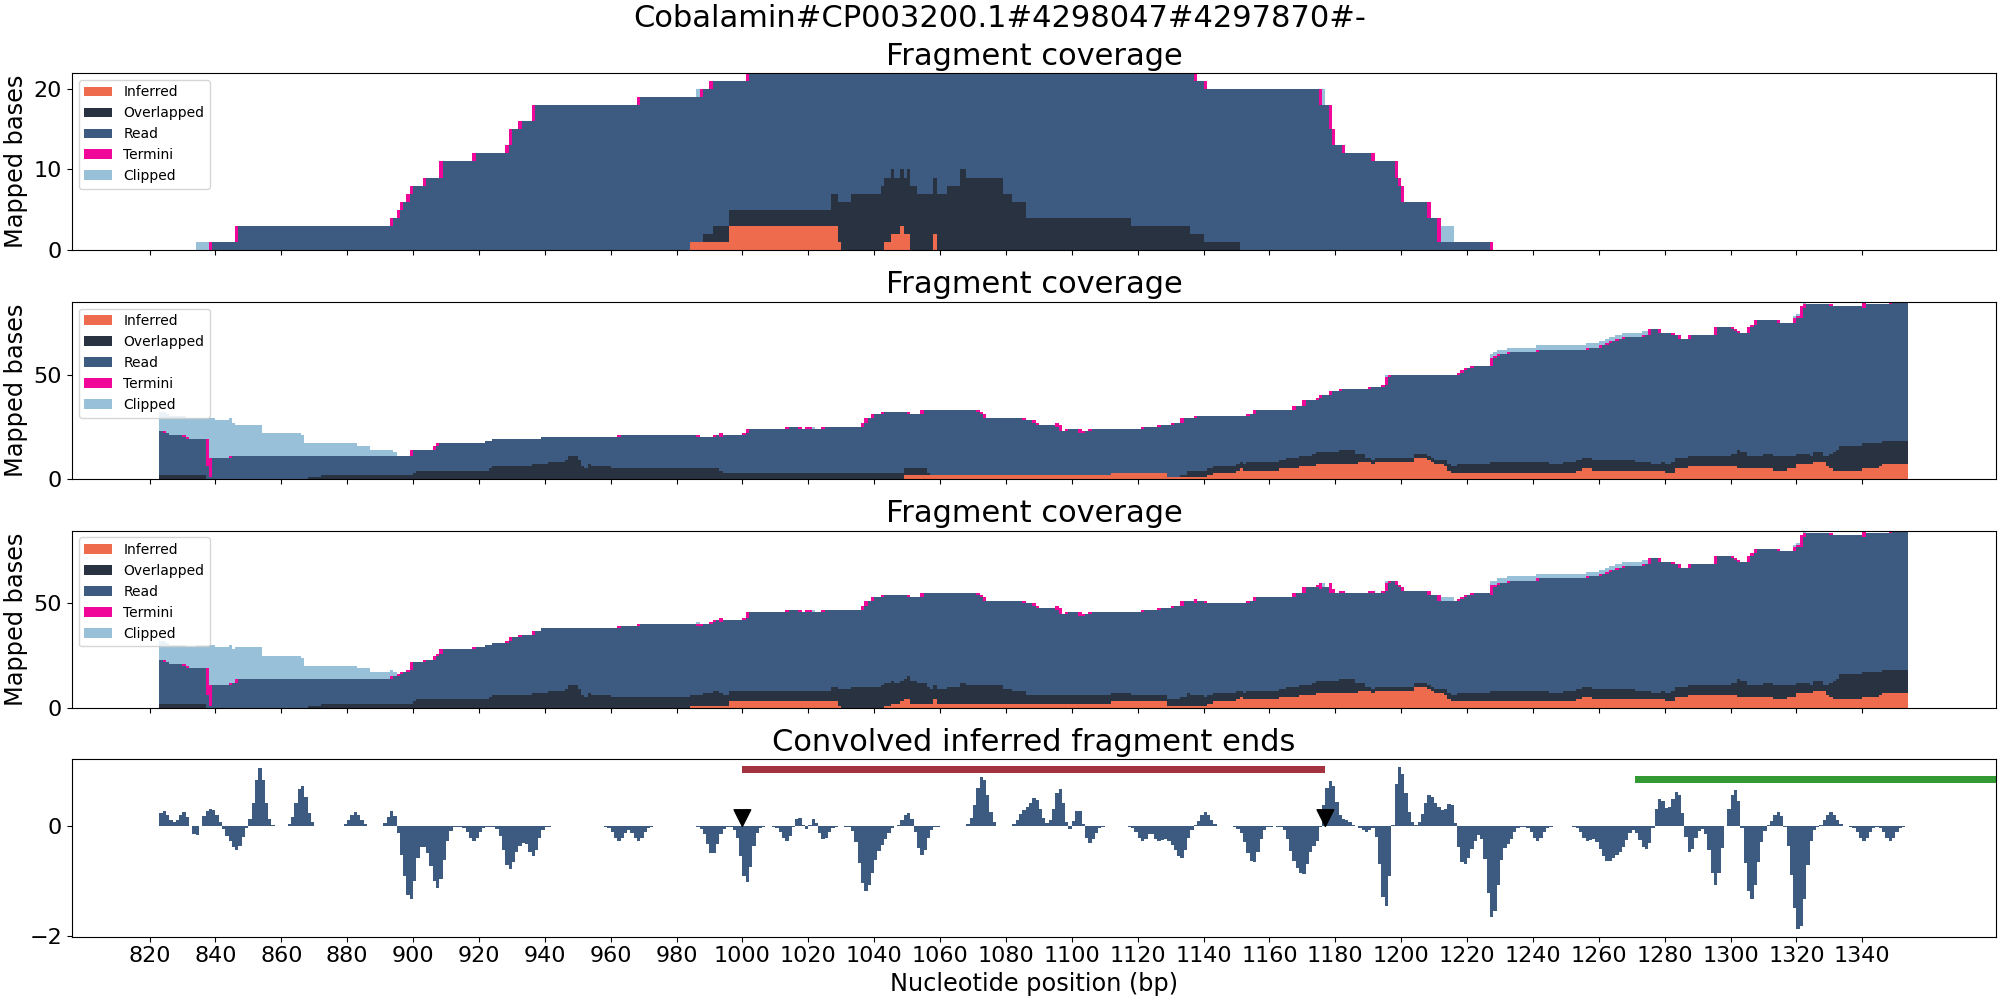 Cobalamin#CP003200.1#4298047#4297870#-
Fragment coverage
Mapped bases
20
10
0
Inferred
Overlapped
Read
Termini
Clipped
Fragment coverage
Mapped bases
50
0
Inferred
Overlapped
Read
Termini
Clipped
Fragment coverage
Mapped bases
50
0
Inferred
Overlapped
Read
Termini
Clipped
Convolved inferred fragment ends
0
−2
820 840 860 880 900 920 940 960 980 1000 1020 1040 1060 1080 1100 1120 1140 1160 1180 1200 1220 1240 1260 1280 1300 1320 1340
Nucleotide position (bp)